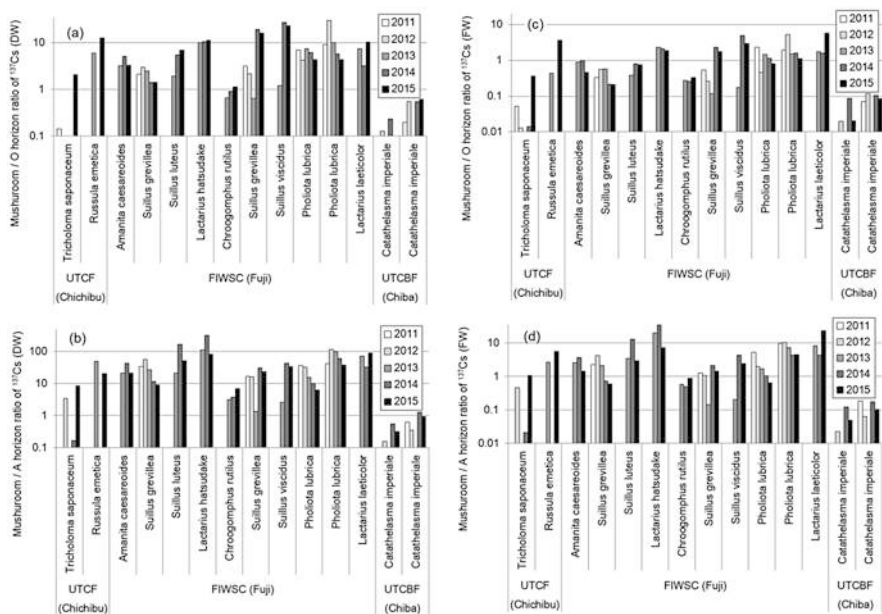 (a)
Mushuroom / O horizon ratio of ¹³⁷Cs (DW)
10
1
0.1
2011
2012
2013
2014
2015
Tricholoma saponaceum
Russula emetica
Amanita caesareoides
Suillus grevillea
Suillus luteus
Lactarius hatsudake
Chroogomphus rutilus
Suillus grevillea
Suillus viscidus
Pholiota lubrica
Pholiota lubrica
Lactarius laeticolor
Catathelasma imperiale
Catathelasma imperiale
UTCF
(Chichibu)
FIWSC (Fuji)
UTCBF
(Chiba)
(c)
Mushuroom / O horizon ratio of ¹³⁷Cs (FW)
10
1
0.1
0.01
2011
2012
2013
2014
2015
Tricholoma saponaceum
Russula emetica
Amanita caesareoides
Suillus grevillea
Suillus luteus
Lactarius hatsudake
Chroogomphus rutilus
Suillus grevillea
Suillus viscidus
Pholiota lubrica
Pholiota lubrica
Lactarius laeticolor
Catathelasma imperiale
Catathelasma imperiale
UTCF
(Chichibu)
FIWSC (Fuji)
UTCBF
(Chiba)
(b)
Mushuroom / A horizon ratio of ¹³⁷Cs (DW)
100
10
1
0.1
2011
2012
2013
2014
2015
Tricholoma saponaceum
Russula emetica
Amanita caesareoides
Suillus grevillea
Suillus luteus
Lactarius hatsudake
Chroogomphus rutilus
Suillus grevillea
Suillus viscidus
Pholiota lubrica
Pholiota lubrica
Lactarius laeticolor
Catathelasma imperiale
Catathelasma imperiale
UTCF
(Chichibu)
FIWSC (Fuji)
UTCBF
(Chiba)
(d)
Mushuroom / A horizon ratio of ¹³⁷Cs (FW)
10
1
0.1
0.01
2011
2012
2013
2014
2015
Tricholoma saponaceum
Russula emetica
Amanita caesareoides
Suillus grevillea
Suillus luteus
Lactarius hatsudake
Chroogomphus rutilus
Suillus grevillea
Suillus viscidus
Pholiota lubrica
Pholiota lubrica
Lactarius laeticolor
Catathelasma imperiale
Catathelasma imperiale
UTCF
(Chichibu)
FIWSC (Fuji)
UTCBF
(Chiba)